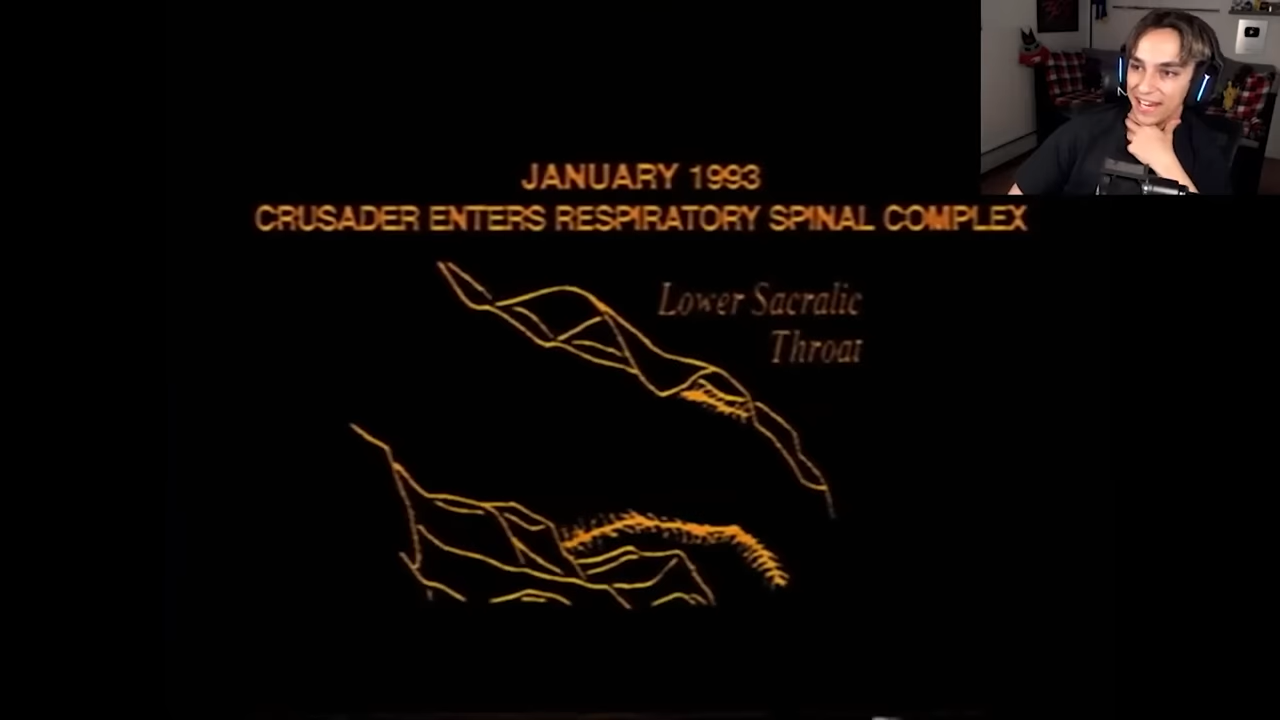 JANUARY 1993
CRUSADER ENTERS RESPIRATORY SPINAL COMPLEX
Lower Sacralic
Throat